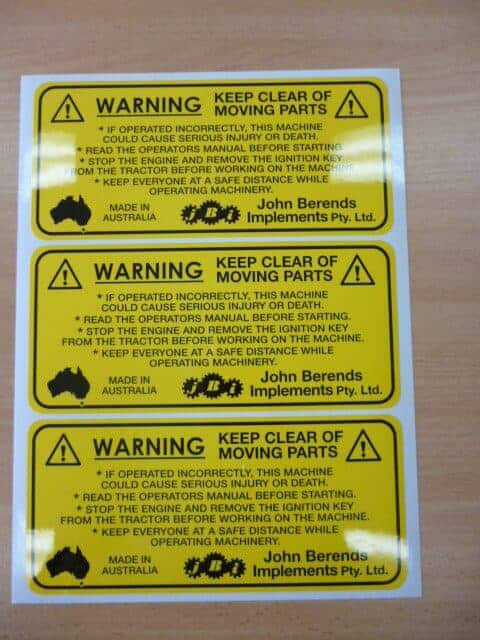 WARNING KEEP CLEAR OF
MOVING PARTS
* IF OPERATED INCORRECTLY, THIS MACHINE
COULD CAUSE SERIOUS INJURY OR DEATH.
* READ THE OPERATORS MANUAL BEFORE STARTING.
* STOP THE ENGINE AND REMOVE THE IGNITION KEY
FROM THE TRACTOR BEFORE WORKING ON THE MACHINE.
* KEEP EVERYONE AT A SAFE DISTANCE WHILE
OPERATING MACHINERY.
MADE IN
AUSTRALIA
JBI
John Berends
Implements Pty. Ltd.
WARNING KEEP CLEAR OF
MOVING PARTS
* IF OPERATED INCORRECTLY, THIS MACHINE
COULD CAUSE SERIOUS INJURY OR DEATH.
* READ THE OPERATORS MANUAL BEFORE STARTING.
* STOP THE ENGINE AND REMOVE THE IGNITION KEY
FROM THE TRACTOR BEFORE WORKING ON THE MACHINE.
* KEEP EVERYONE AT A SAFE DISTANCE WHILE
OPERATING MACHINERY.
MADE IN
AUSTRALIA
JBI
John Berends
Implements Pty. Ltd.
WARNING KEEP CLEAR OF
MOVING PARTS
* IF OPERATED INCORRECTLY, THIS MACHINE
COULD CAUSE SERIOUS INJURY OR DEATH.
* READ THE OPERATORS MANUAL BEFORE STARTING.
* STOP THE ENGINE AND REMOVE THE IGNITION KEY
FROM THE TRACTOR BEFORE WORKING ON THE MACHINE.
* KEEP EVERYONE AT A SAFE DISTANCE WHILE
OPERATING MACHINERY.
MADE IN
AUSTRALIA
JBI
John Berends
Implements Pty. Ltd.